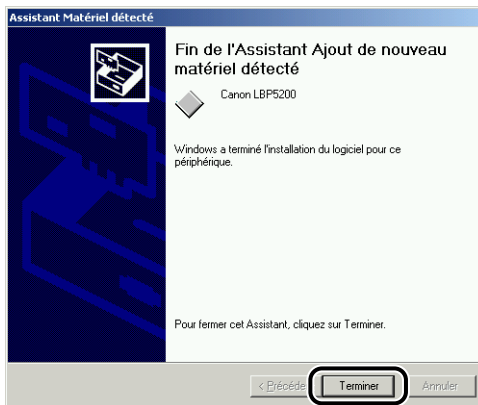 Assistant Matériel détecté
Fin de l'Assistant Ajout de nouveau
matériel détecté
Canon LBP5200
Windows a terminé l'installation du logiciel pour ce
périphérique.
Pour fermer cet Assistant, cliquez sur Terminer.
< Précéde Terminer Annuler